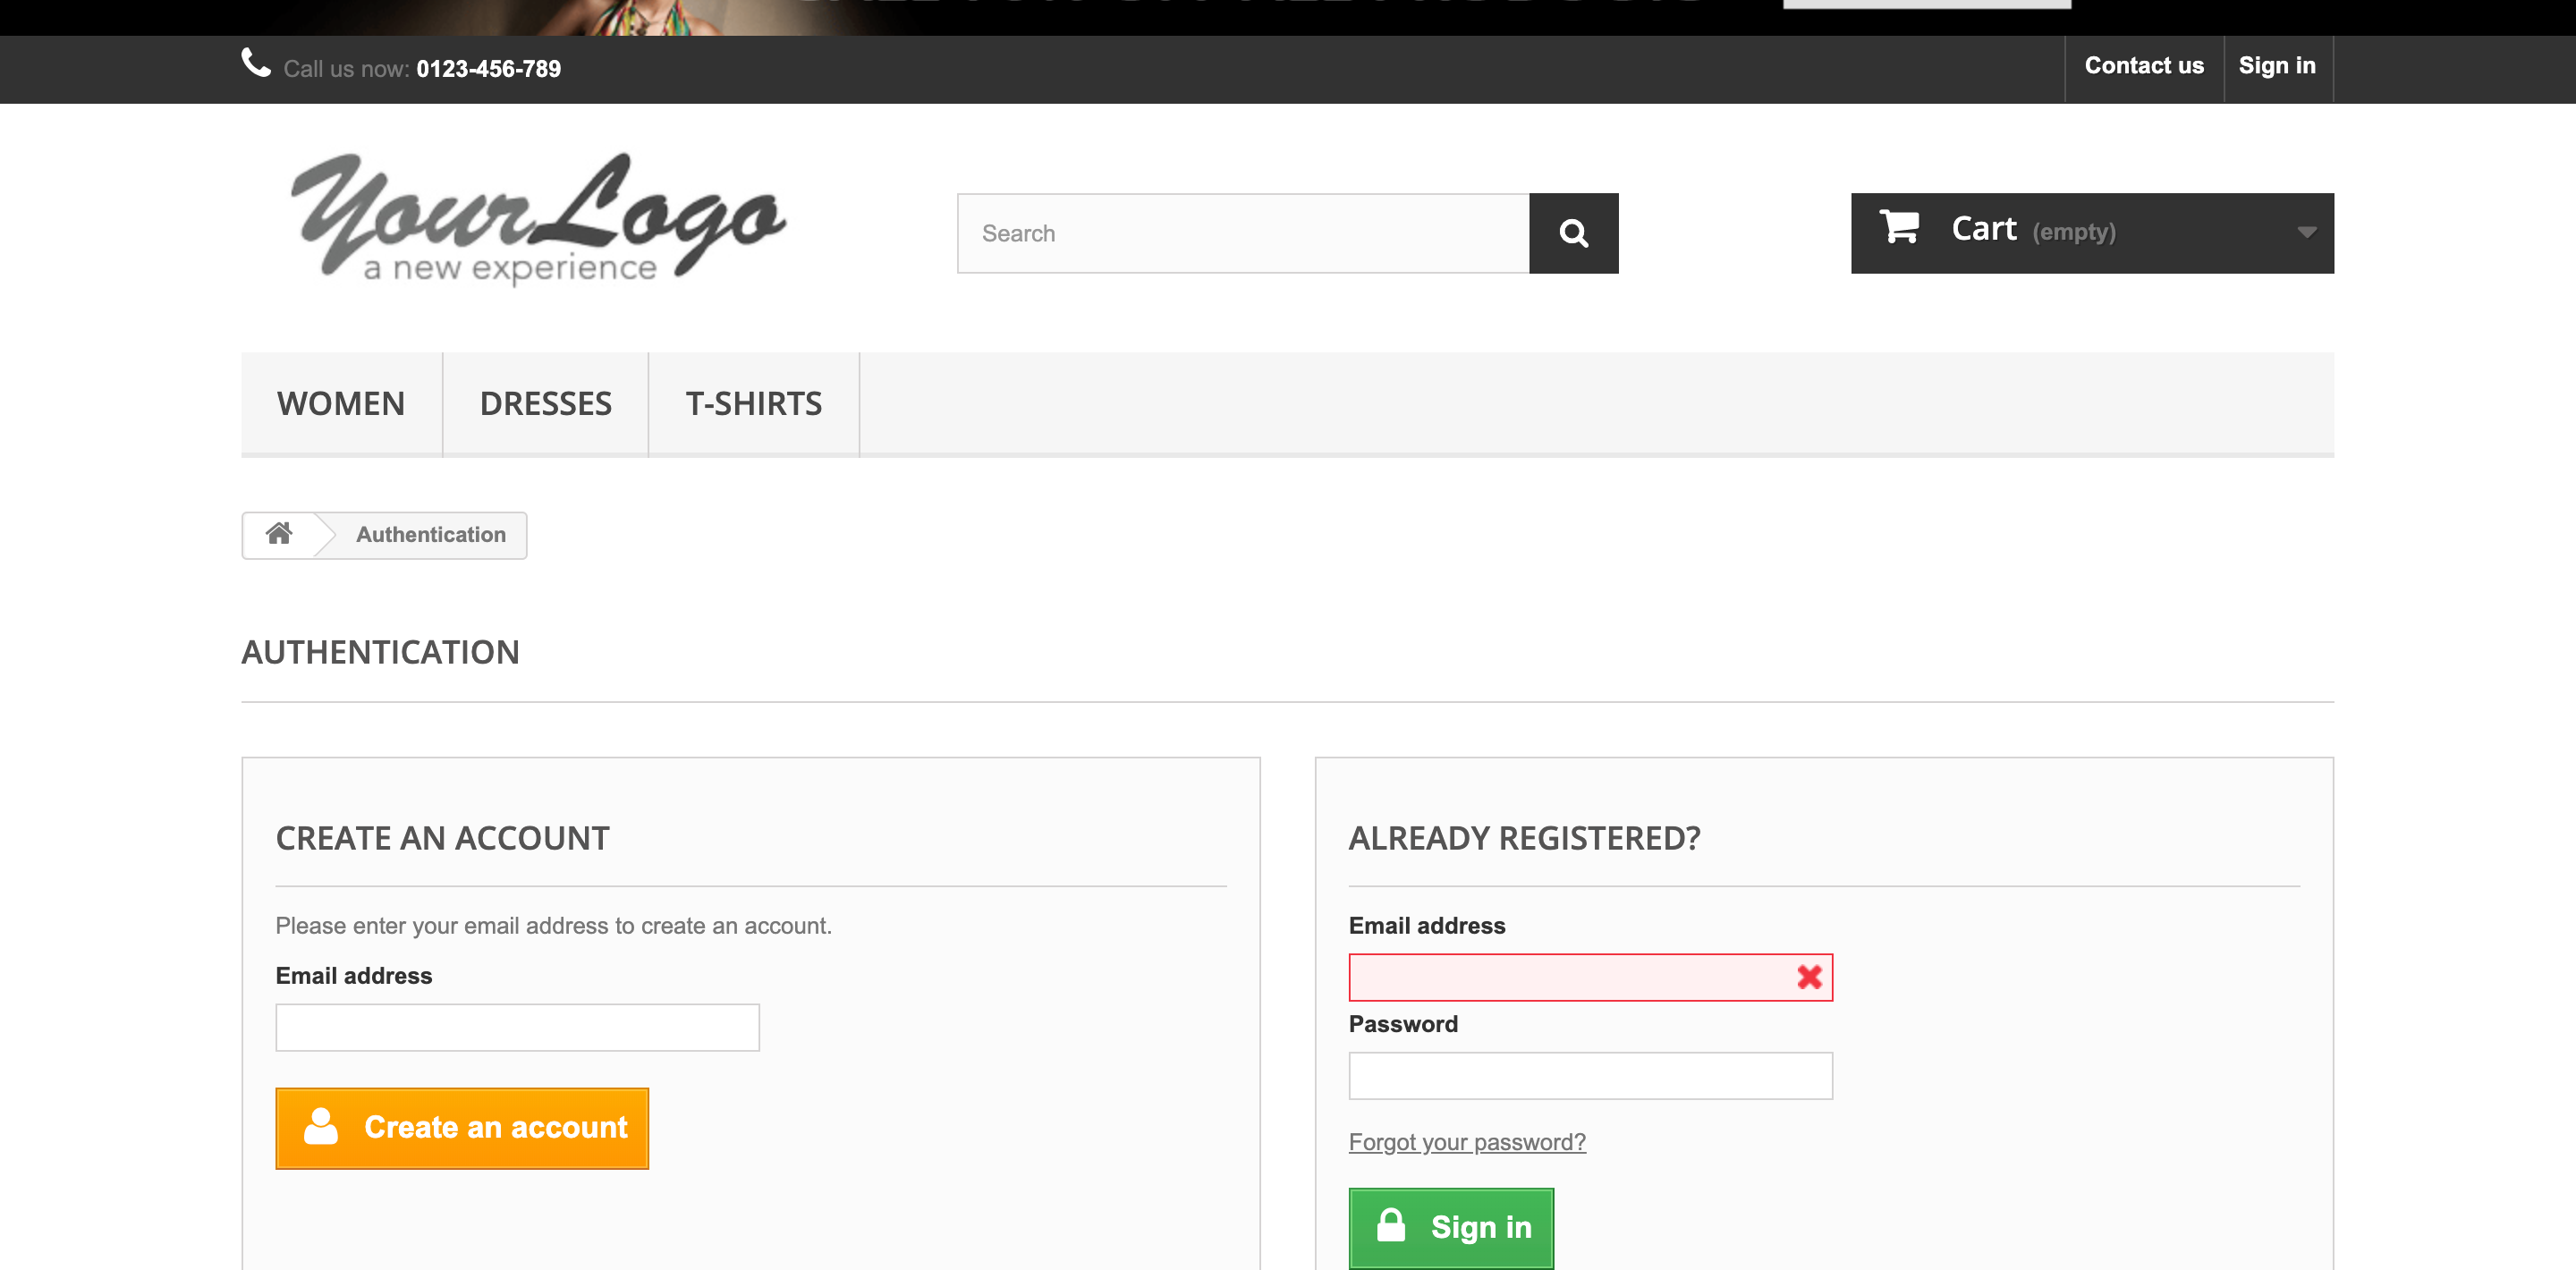 Call us now: 0123-456-789
Contact us
Sign in
Your Logo
a new experience
Search
Cart (empty)
WOMEN
DRESSES
T-SHIRTS
Authentication
AUTHENTICATION
CREATE AN ACCOUNT
Please enter your email address to create an account.
Email address
Create an account
ALREADY REGISTERED?
Email address
Password
Forgot your password?
Sign in